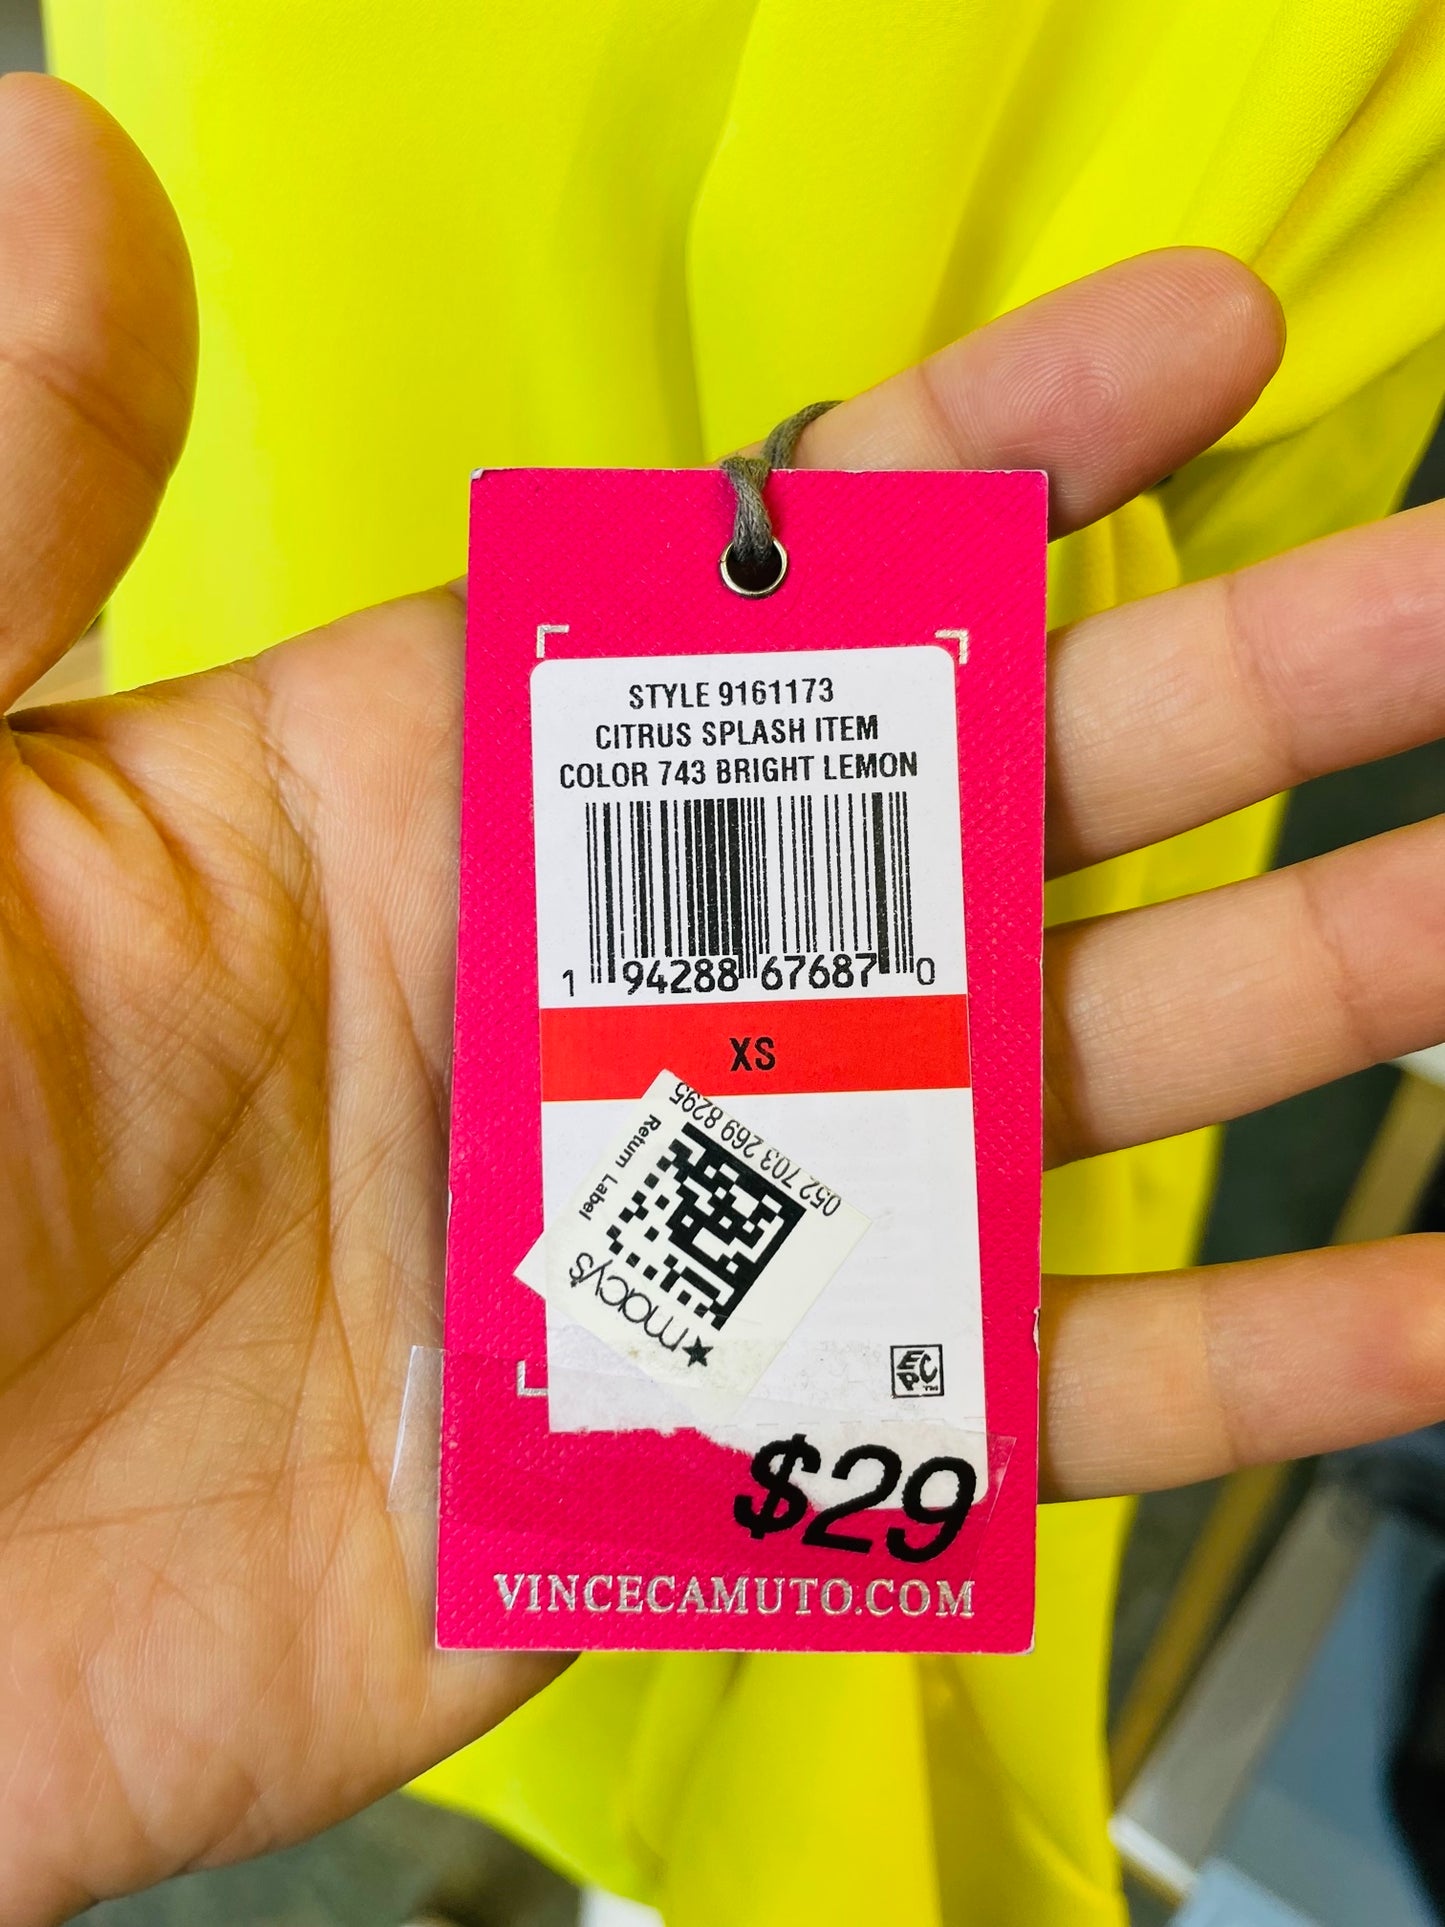 STYLE 9161173
CITRUS SPLASH ITEM
COLOR 743 BRIGHT LEMON
1 94288 67687 0
XS
052 703 269 8295
Return Label
macy's
EPC™
$29
VINCECAMUTO.COM